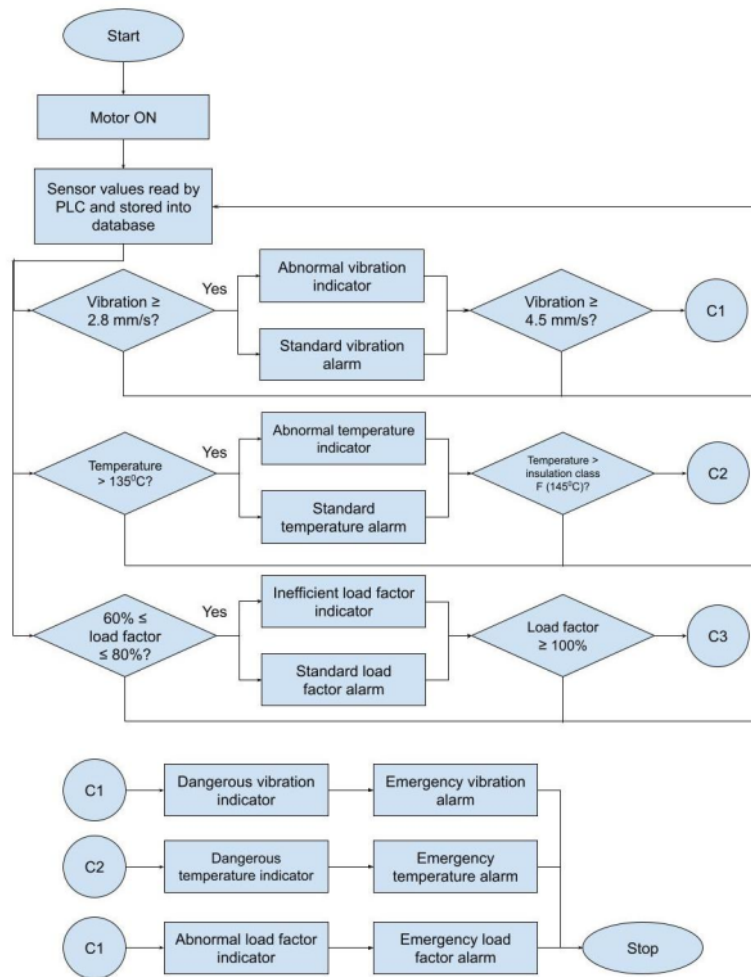 Start
Motor ON
Sensor values read by
PLC and stored into
database
Vibration ≥
2.8 mm/s?
Yes
Abnormal vibration
indicator
Standard vibration
alarm
Vibration ≥
4.5 mm/s?
C1
Temperature
> 135⁰C?
Yes
Abnormal temperature
indicator
Standard
temperature alarm
Temperature >
insulation class
F (145⁰C)?
C2
60% ≤
load factor
≤ 80%?
Yes
Inefficient load factor
indicator
Standard load
factor alarm
Load factor
≥ 100%
C3
C1
Dangerous vibration
indicator
Emergency vibration
alarm
C2
Dangerous
temperature indicator
Emergency
temperature alarm
C1
Abnormal load factor
indicator
Emergency load
factor alarm
Stop